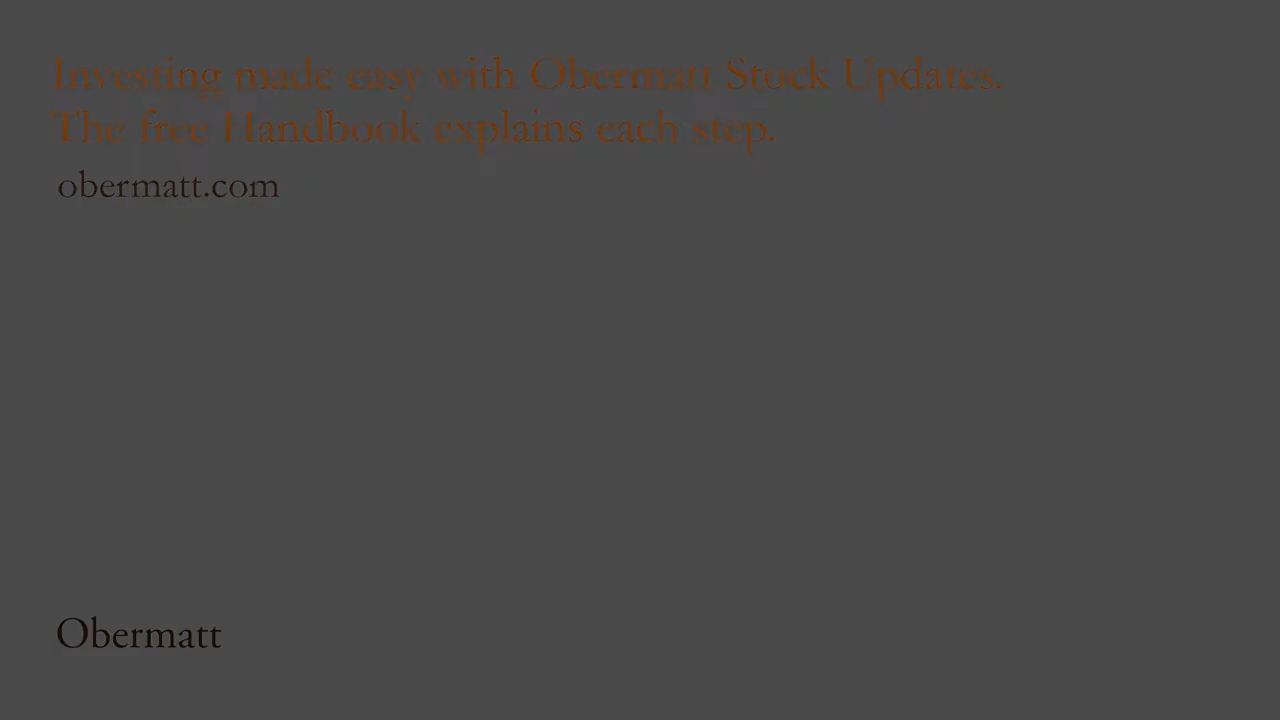 Investing made easy with Obermatt Stock Updates.
The free Handbook explains each step.
obermatt.com
Obermatt